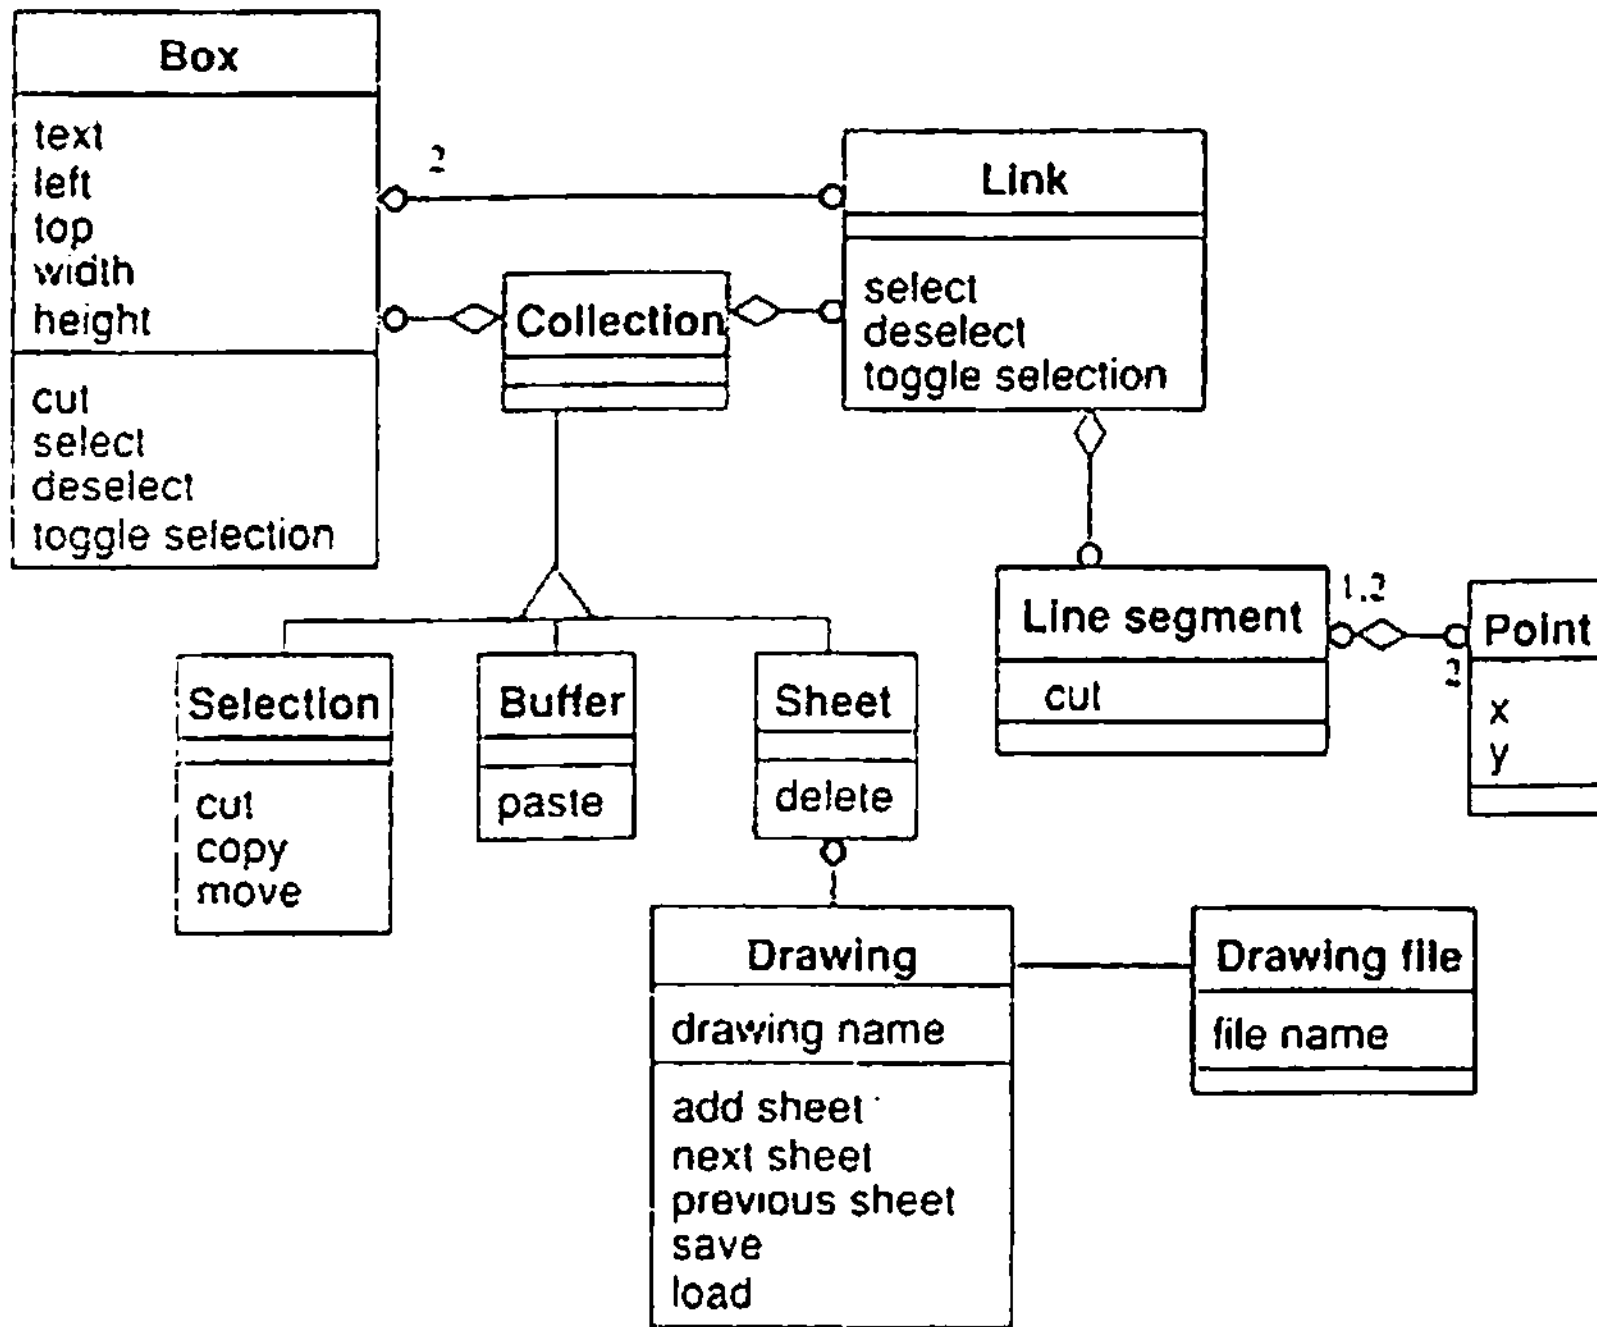 Box
text
left
top
width
height
cut
select
deselect
toggle selection
2
Link
select
deselect
toggle selection
Collection
Selection
cut
copy
move
Buffer
paste
Sheet
delete
Line segment
cut
1,2
2
Point
x
y
Drawing
drawing name
add sheet
next sheet
previous sheet
save
load
Drawing file
file name